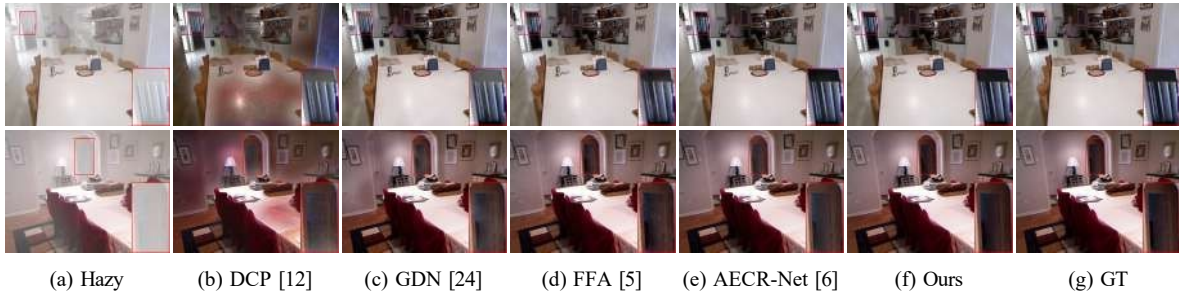 (a) Hazy (b) DCP [12] (c) GDN [24] (d) FFA [5] (e) AECR-Net [6] (f) Ours (g) GT